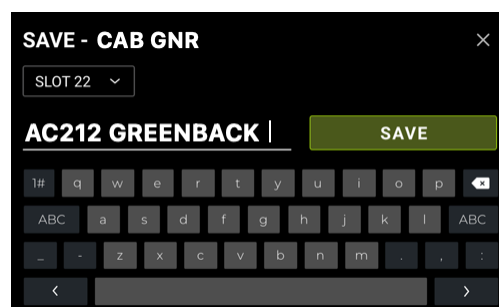 SAVE - CAB GNR
SLOT 22
AC212 GREENBACK
SAVE
1# q w e r t y u i o p
ABC a s d f g h j k l ABC
_ - z x c v b n m . , :